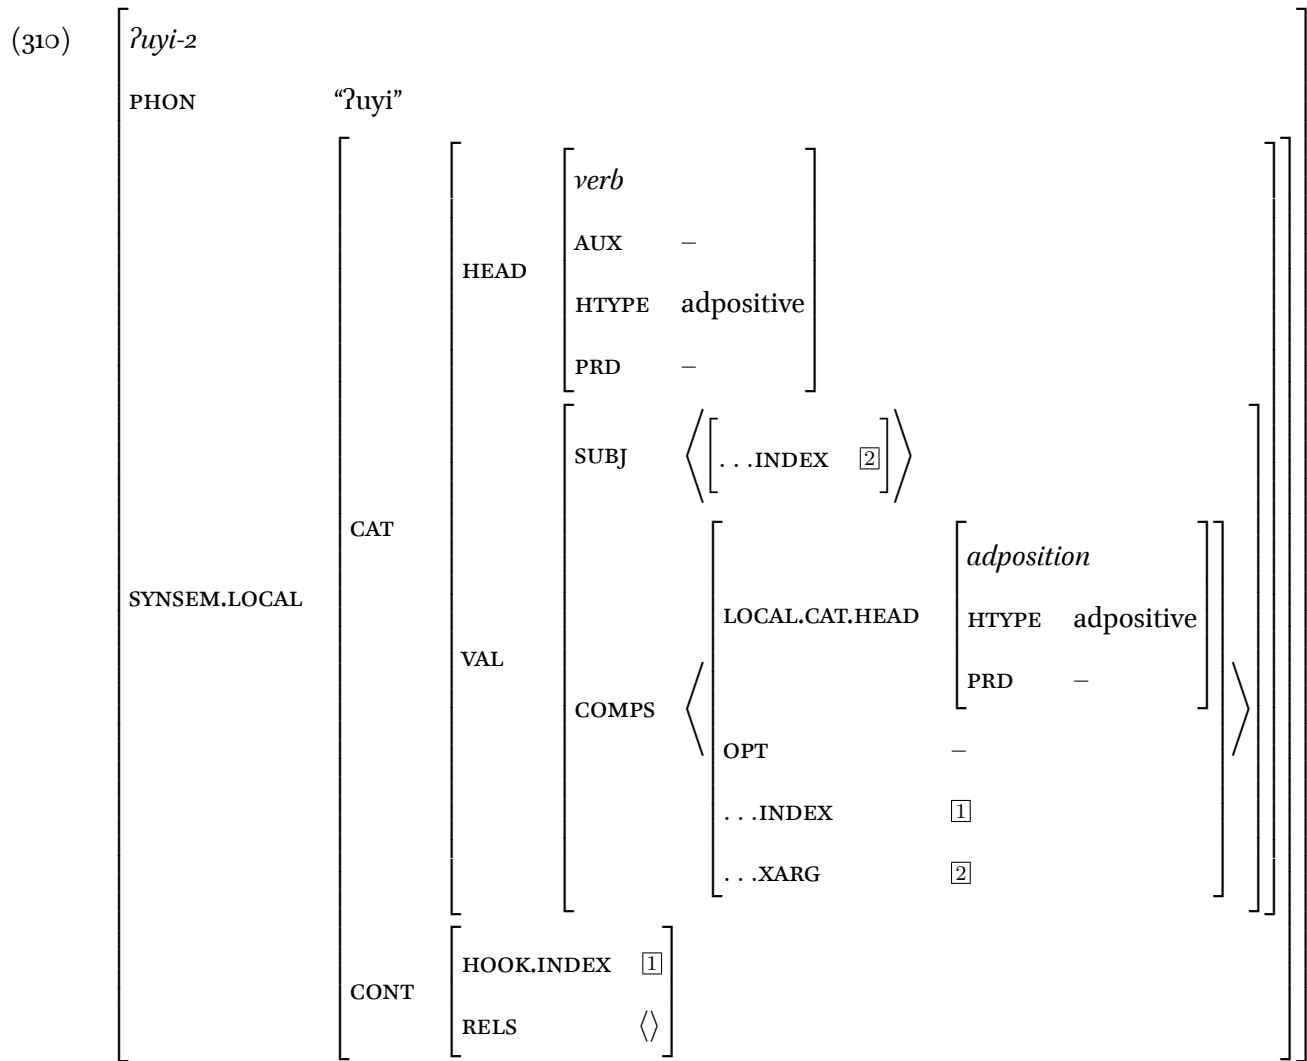 (310) ʔuyi-2
PHON “ʔuyi”
verb
AUX –
HEAD
HTYPE adpositive
PRD –
SUBJ ⟨[. . .INDEX 2]⟩
CAT
adposition
SYNSEM.LOCAL
LOCAL.CAT.HEAD
HTYPE adpositive
VAL
PRD –
COMPS
OPT –
. . .INDEX 1
. . .XARG 2
HOOK.INDEX 1
CONT
RELS ⟨⟩